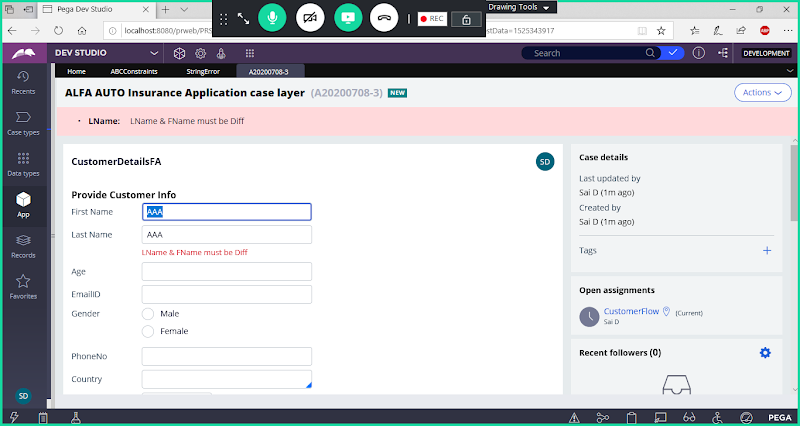 Pega Dev Studio
Drawing Tools
REC
localhost:8080/prweb/PRS
estData=1525343917
DEV STUDIO
Search
DEVELOPMENT
Home
ABCConstraints
StringError
A20200708-3
Recents
Case types
Data types
App
Records
Favorites
SD
ALFA AUTO Insurance Application case layer (A20200708-3) NEW
Actions
• LName: LName & FName must be Diff
CustomerDetailsFA
SD
Provide Customer Info
First Name AAA
Last Name AAA
LName & FName must be Diff
Age
EmailID
Gender Male
Female
PhoneNo
Country
Case details
Last updated by
Sai D (1m ago)
Created by
Sai D (1m ago)
Tags
Open assignments
CustomerFlow (Current)
Sai D
Recent followers (0)
PEGA